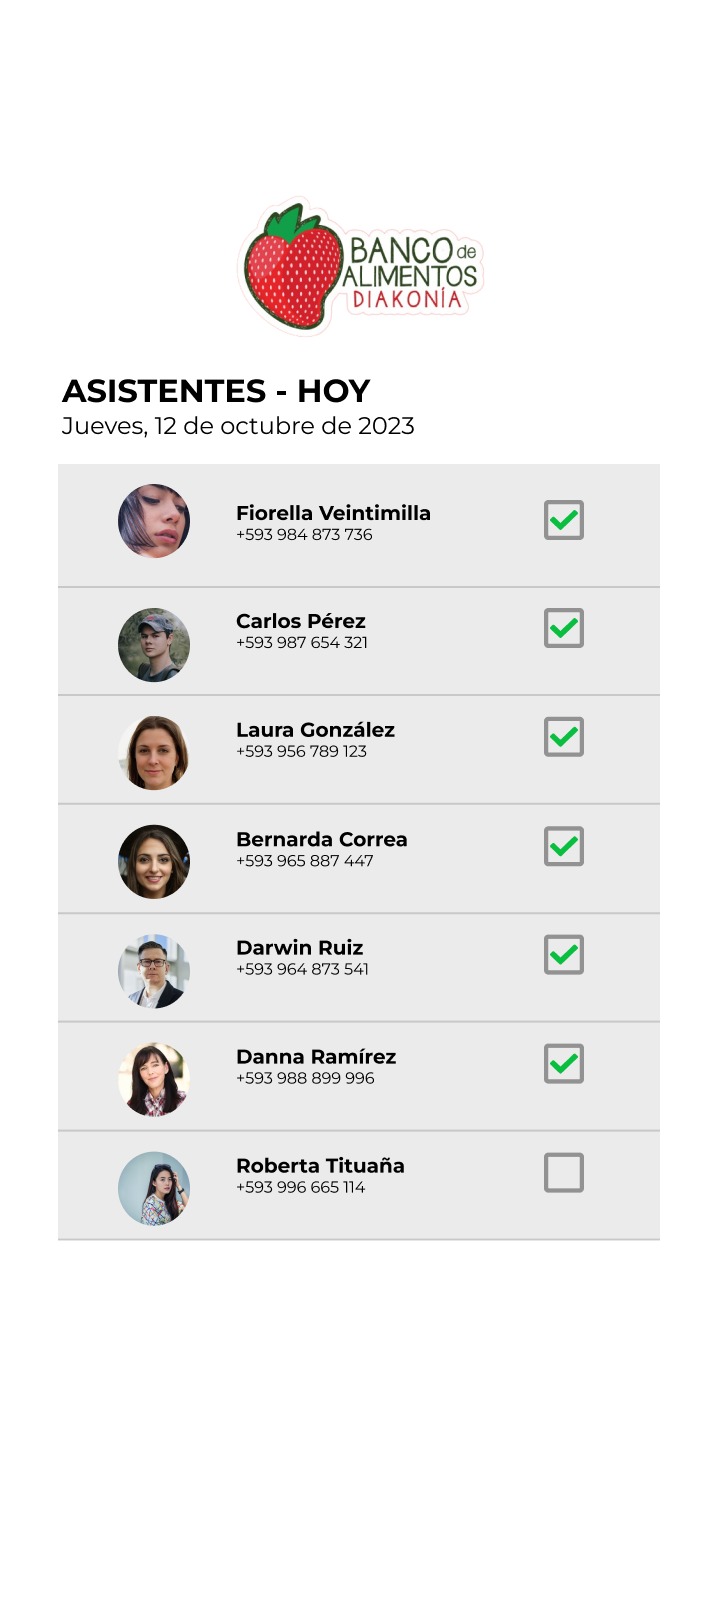 BANCO de
ALIMENTOS
DIAKONÍA
ASISTENTES - HOY
Jueves, 12 de octubre de 2023
Fiorella Veintimilla
+593 984 873 736
Carlos Pérez
+593 987 654 321
Laura González
+593 956 789 123
Bernarda Correa
+593 965 887 447
Darwin Ruiz
+593 964 873 541
Danna Ramírez
+593 988 899 996
Roberta Tituaña
+593 996 665 114